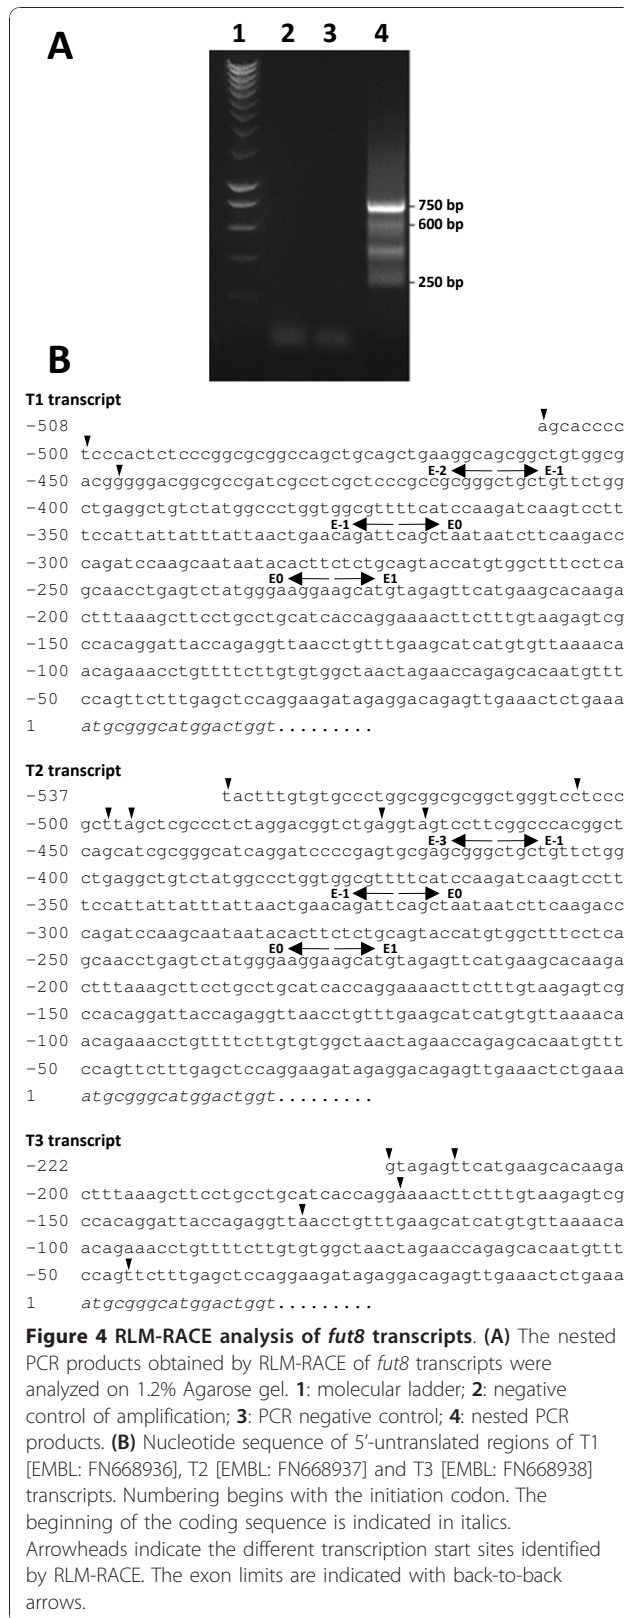 A
1 2 3 4
750 bp
600 bp
250 bp
B
T1 transcript
-508 agcacccc
-500 tcccactctcccggcgcggccagctgcagctgaaggcagcggctgtggcg
E-2 E-1
-450 acgggggacggcgccgatcgcctcgctcccgccgcgggctgctgttctgg
-400 ctgaggctgtctatggccctggtggcgttttcatccaagatcaagtcctt
E-1 E0
-350 tccattattatttattaactgaacagattcagctaataatcttcaagacc
-300 cagatccaagcaataatacacttctctgcagtaccatgtggctttcctca
E0 E1
-250 gcaacctgagtctatgggaaggaagcatgtagagttcatgaagcacaaga
-200 ctttaaagcttcctgcctgcatcaccaggaaaacttctttgtaagagtcg
-150 ccacaggattaccagaggttaacctgtttgaagcatcatgtgttaaaaca
-100 acagaaacctgttttcttgtgtggctaactagaaccagagcacaatgttt
-50 ccagttctttgagctccaggaagatagaggacagagttgaaactctgaaa
1 atgcgggcatggactggt.........
T2 transcript
-537 tactttgtgtgccctggcggcgcggctgggtcctccc
-500 gcttagctcgccctctaggacggtctgaggtagtccttcggcccacggct
E-3 E-1
-450 cagcatcgcgggcatcaggatccccgagtgcgagcgggctgctgttctgg
-400 ctgaggctgtctatggccctggtggcgttttcatccaagatcaagtcctt
E-1 E0
-350 tccattattatttattaactgaacagattcagctaataatcttcaagacc
-300 cagatccaagcaataatacacttctctgcagtaccatgtggctttcctca
E0 E1
-250 gcaacctgagtctatgggaaggaagcatgtagagttcatgaagcacaaga
-200 ctttaaagcttcctgcctgcatcaccaggaaaacttctttgtaagagtcg
-150 ccacaggattaccagaggttaacctgtttgaagcatcatgtgttaaaaca
-100 acagaaacctgttttcttgtgtggctaactagaaccagagcacaatgttt
-50 ccagttctttgagctccaggaagatagaggacagagttgaaactctgaaa
1 atgcgggcatggactggt.........
T3 transcript
-222 gtagagttcatgaagcacaaga
-200 ctttaaagcttcctgcctgcatcaccaggaaaacttctttgtaagagtcg
-150 ccacaggattaccagaggttaacctgtttgaagcatcatgtgttaaaaca
-100 acagaaacctgttttcttgtgtggctaactagaaccagagcacaatgttt
-50 ccagttctttgagctccaggaagatagaggacagagttgaaactctgaaa
1 atgcgggcatggactggt.........
Figure 4 RLM-RACE analysis of fut8 transcripts. (A) The nested
PCR products obtained by RLM-RACE of fut8 transcripts were
analyzed on 1.2% Agarose gel. 1: molecular ladder; 2: negative
control of amplification; 3: PCR negative control; 4: nested PCR
products. (B) Nucleotide sequence of 5'-untranslated regions of T1
[EMBL: FN668936], T2 [EMBL: FN668937] and T3 [EMBL: FN668938]
transcripts. Numbering begins with the initiation codon. The
beginning of the coding sequence is indicated in italics.
Arrowheads indicate the different transcription start sites identified
by RLM-RACE. The exon limits are indicated with back-to-back
arrows.